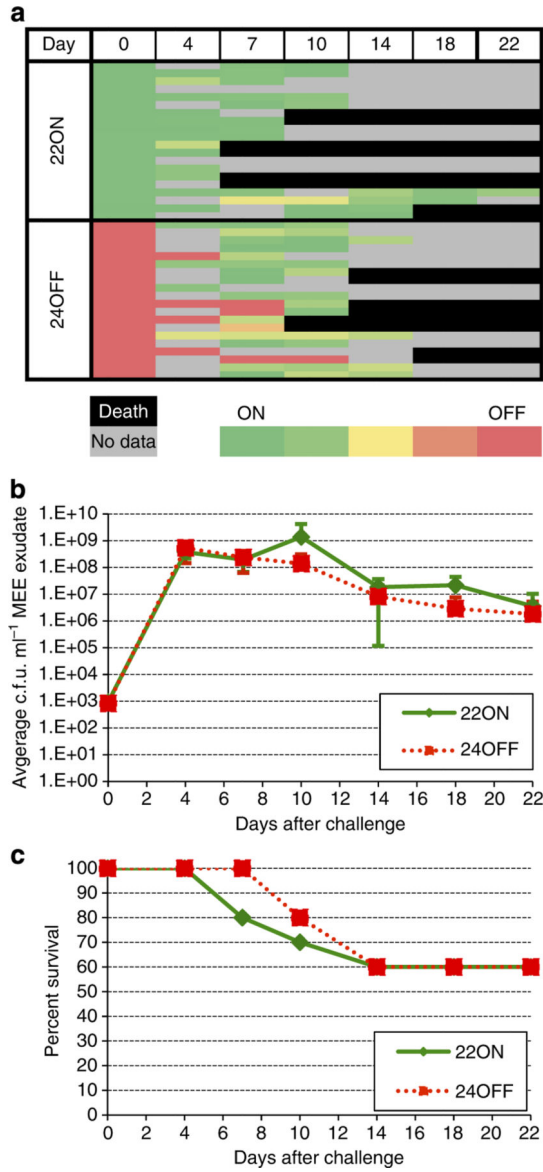 a
Day 0 4 7 10 14 18 22
22ON
24OFF
Death
No data
ON OFF
b
1.E+10
1.E+09
1.E+08
1.E+07
1.E+06
1.E+05
1.E+04
1.E+03
1.E+02
1.E+01
1.E+00
Avgerage c.f.u. ml⁻¹ MEE exudate
22ON
24OFF
0 2 4 6 8 10 12 14 16 18 20 22
Days after challenge
c
100
90
80
70
60
50
40
30
20
10
0
Percent survival
22ON
24OFF
0 2 4 6 8 10 12 14 16 18 20 22
Days after challenge